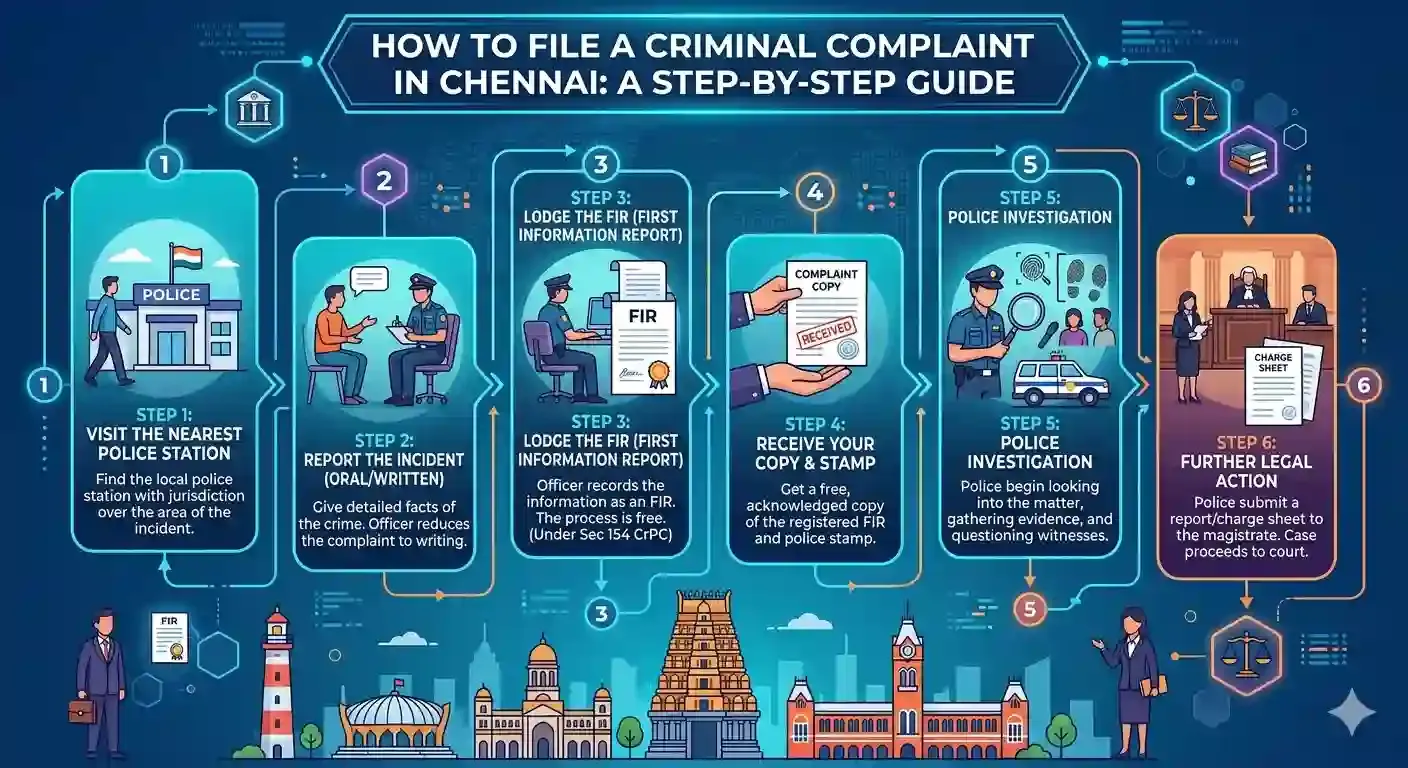 HOW TO FILE A CRIMINAL COMPLAINT
IN CHENNAI: A STEP-BY-STEP GUIDE
1
1
POLICE
STEP 1:
VISIT THE NEAREST
POLICE STATION
Find the local police
station with jurisdiction
over the area of the
incident.
2
STEP 2:
REPORT THE INCIDENT
(ORAL/WRITTEN)
Give detailed facts of
the crime. Officer reduces
the complaint to writing.
3
STEP 3:
LODGE THE FIR (FIRST
INFORMATION REPORT)
FIR
STEP 3:
LODGE THE FIR (FIRST
INFORMATION REPORT)
Officer records the
information as an FIR.
The process is free.
(Under Sec 154 CrPC)
3
4
COMPLAINT
COPY
RECEIVED
STEP 4:
RECEIVE YOUR
COPY & STAMP
Get a free,
acknowledged copy
of the registered FIR
and police stamp.
5
STEP 5:
POLICE INVESTIGATION
STEP 5:
POLICE
INVESTIGATION
Police begin looking
into the matter,
gathering evidence, and
questioning witnesses.
5
CHARGE
SHEET
6
STEP 6:
FURTHER LEGAL
ACTION
Police submit a
report/charge sheet to
the magistrate. Case
proceeds to court.
FIR